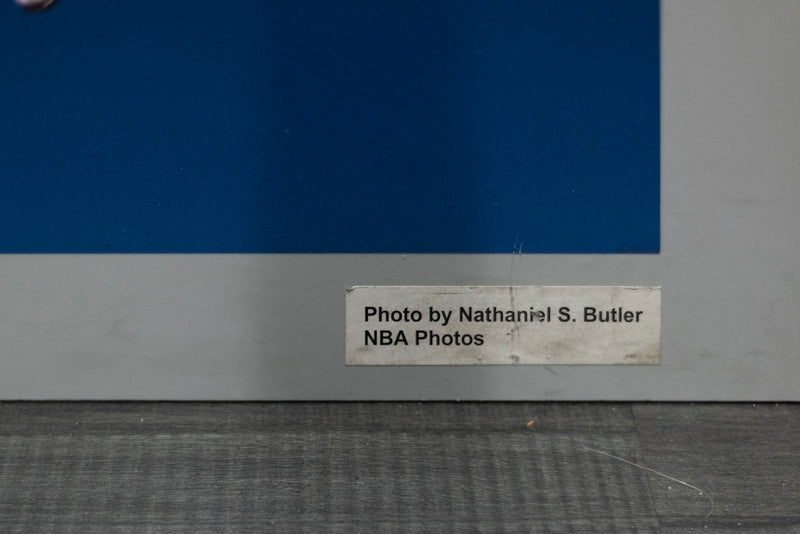 Photo by Nathaniel S. Butler
NBA Photos